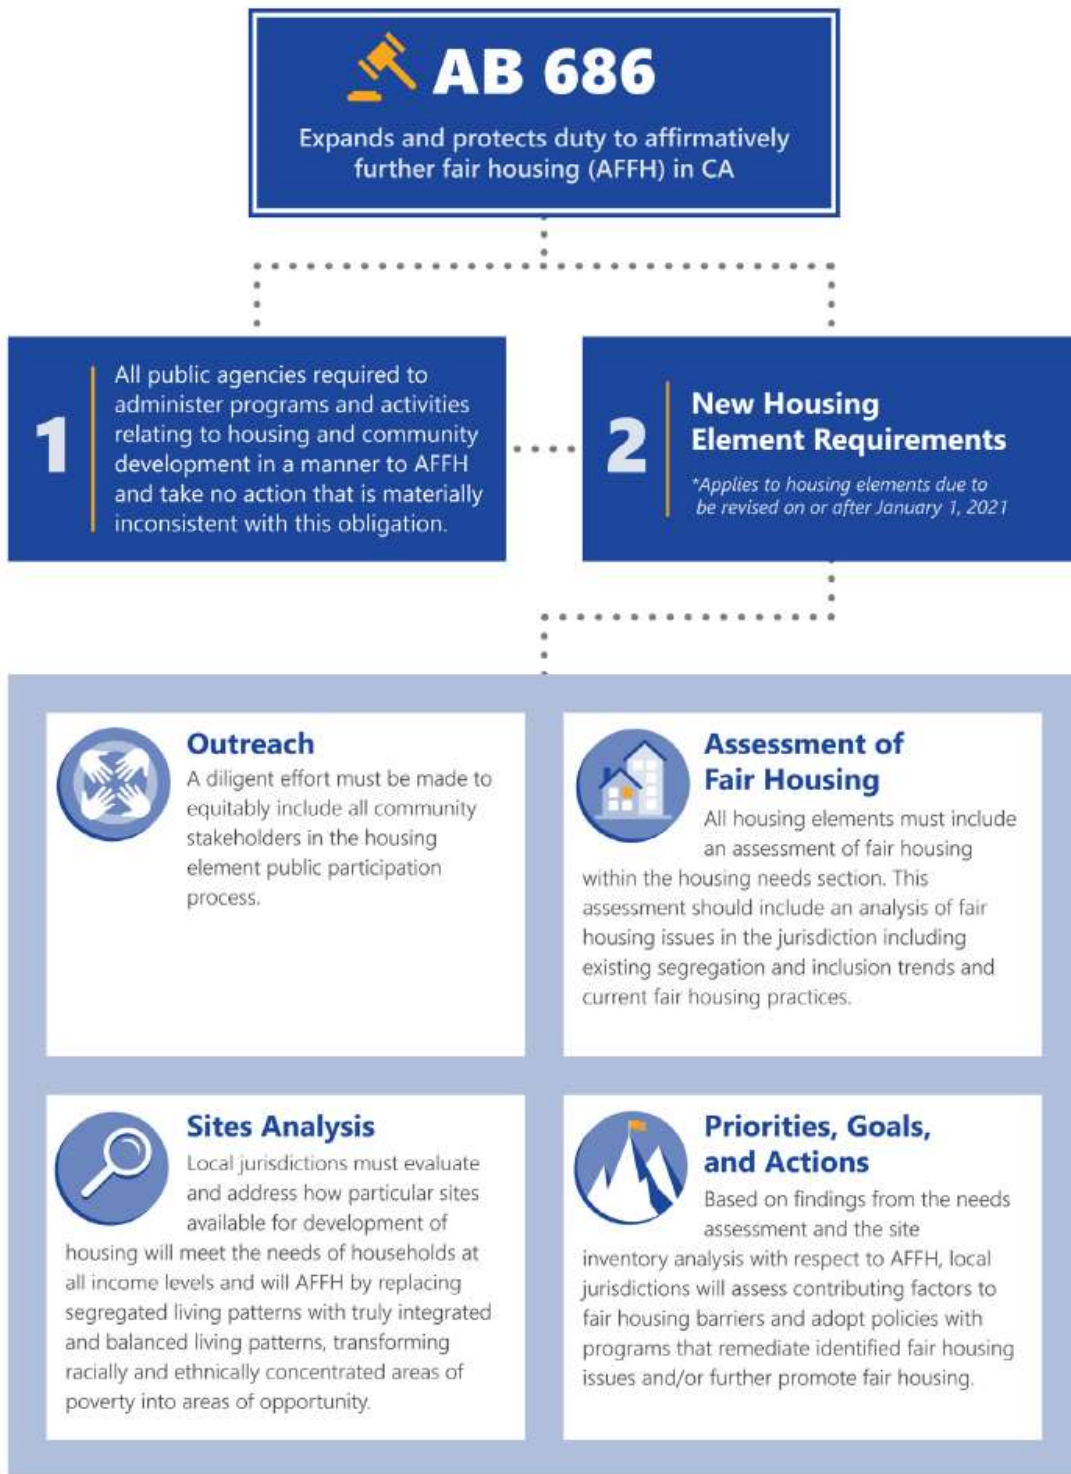 AB 686
Expands and protects duty to affirmatively
further fair housing (AFFH) in CA
1
All public agencies required to
administer programs and activities
relating to housing and community
development in a manner to AFFH
and take no action that is materially
inconsistent with this obligation.
2
New Housing
Element Requirements
*Applies to housing elements due to
be revised on or after January 1, 2021
Outreach
A diligent effort must be made to
equitably include all community
stakeholders in the housing
element public participation
process.
Assessment of
Fair Housing
All housing elements must include
an assessment of fair housing
within the housing needs section. This
assessment should include an analysis of fair
housing issues in the jurisdiction including
existing segregation and inclusion trends and
current fair housing practices.
Sites Analysis
Local jurisdictions must evaluate
and address how particular sites
available for development of
housing will meet the needs of households at
all income levels and will AFFH by replacing
segregated living patterns with truly integrated
and balanced living patterns, transforming
racially and ethnically concentrated areas of
poverty into areas of opportunity.
Priorities, Goals,
and Actions
Based on findings from the needs
assessment and the site
inventory analysis with respect to AFFH, local
jurisdictions will assess contributing factors to
fair housing barriers and adopt policies with
programs that remediate identified fair housing
issues and/or further promote fair housing.